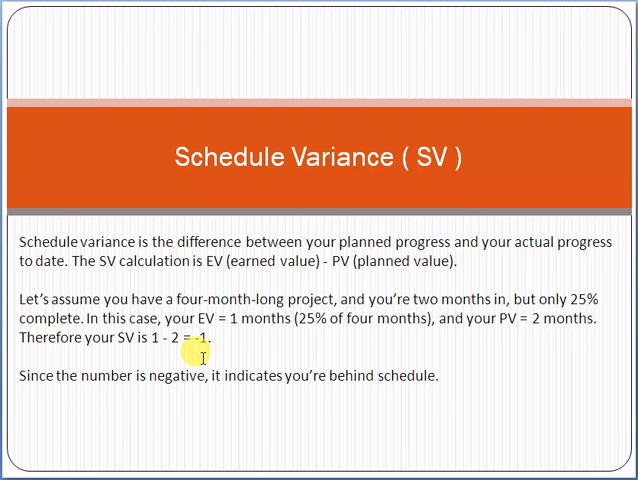 Schedule Variance ( SV )
Schedule variance is the difference between your planned progress and your actual progress
to date. The SV calculation is EV (earned value) - PV (planned value).
Let's assume you have a four-month-long project, and you're two months in, but only 25%
complete. In this case, your EV = 1 months (25% of four months), and your PV = 2 months.
Therefore your SV is 1 - 2 = -1.
Since the number is negative, it indicates you're behind schedule.